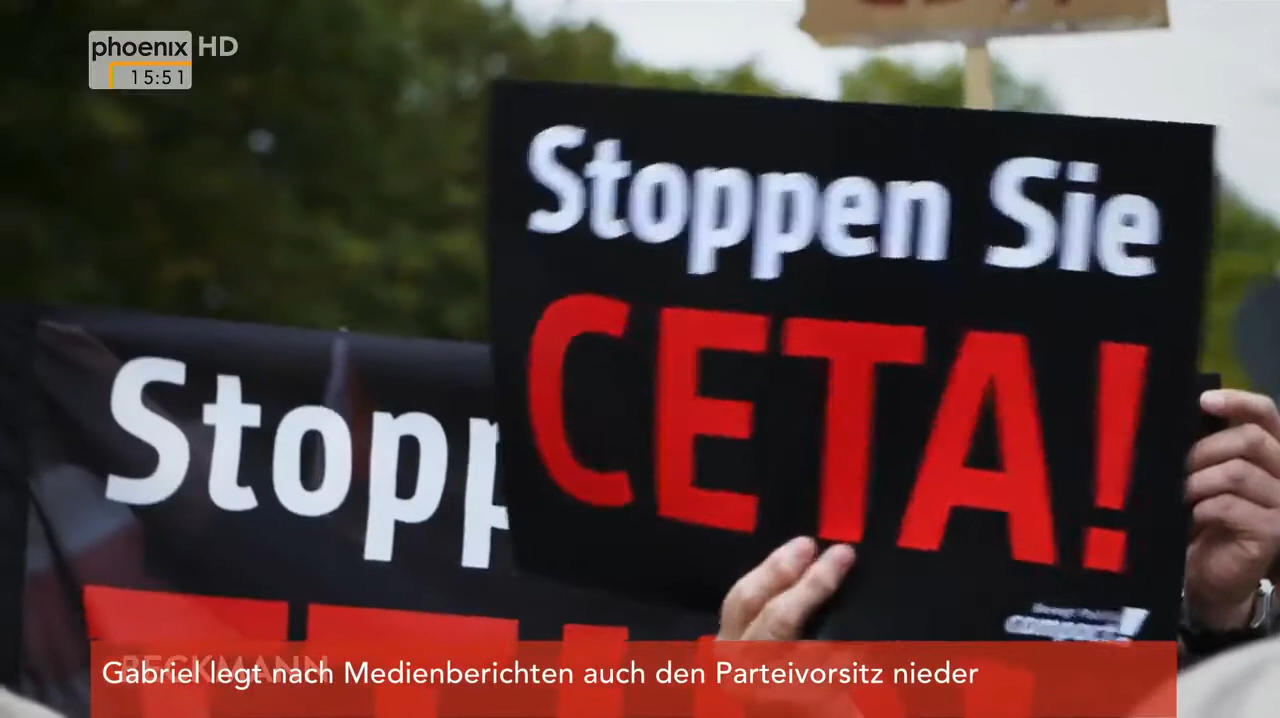 phoenix HD
15:51
Stoppen Sie
CETA!
Stopp
BECKMANN
Gabriel legt nach Medienberichten auch den Parteivorsitz nieder